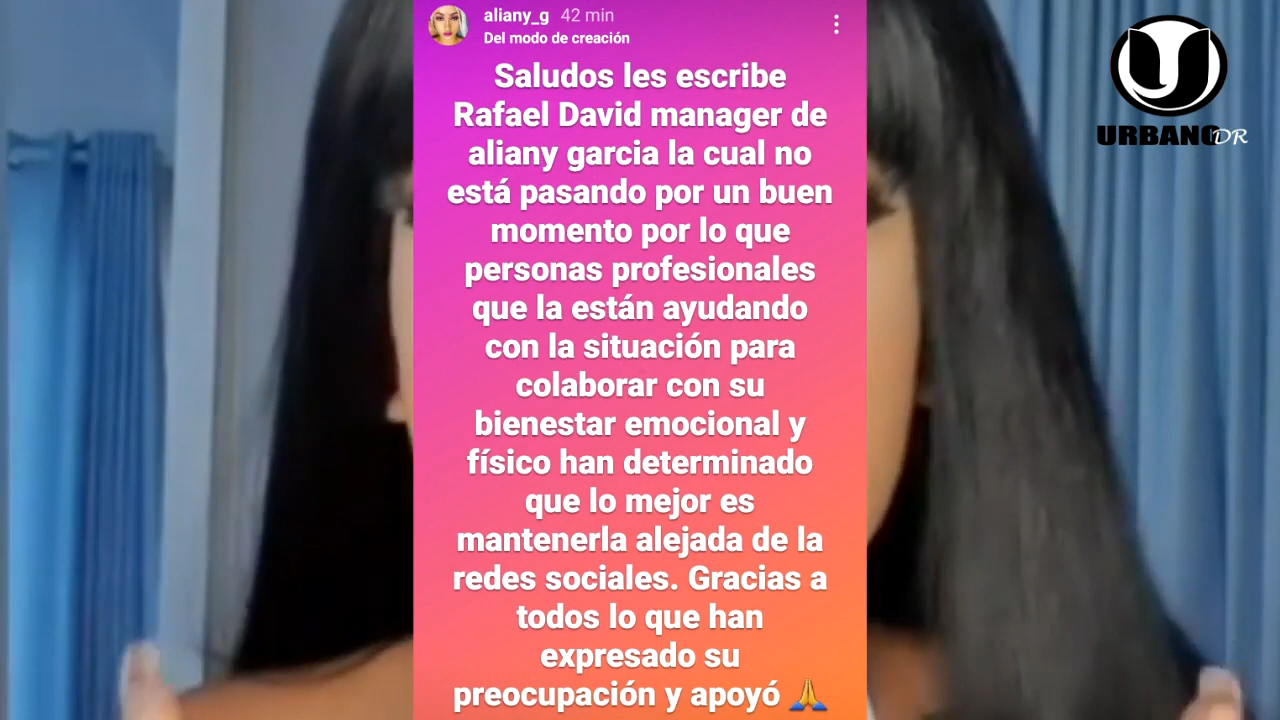 aliany_g 42 min
Del modo de creación
Saludos les escribe
Rafael David manager de
aliany garcia la cual no
está pasando por un buen
momento por lo que
personas profesionales
que la están ayudando
con la situación para
colaborar con su
bienestar emocional y
físico han determinado
que lo mejor es
mantenerla alejada de la
redes sociales. Gracias a
todos lo que han
expresado su
preocupación y apoyó 🙏
URBANO DR